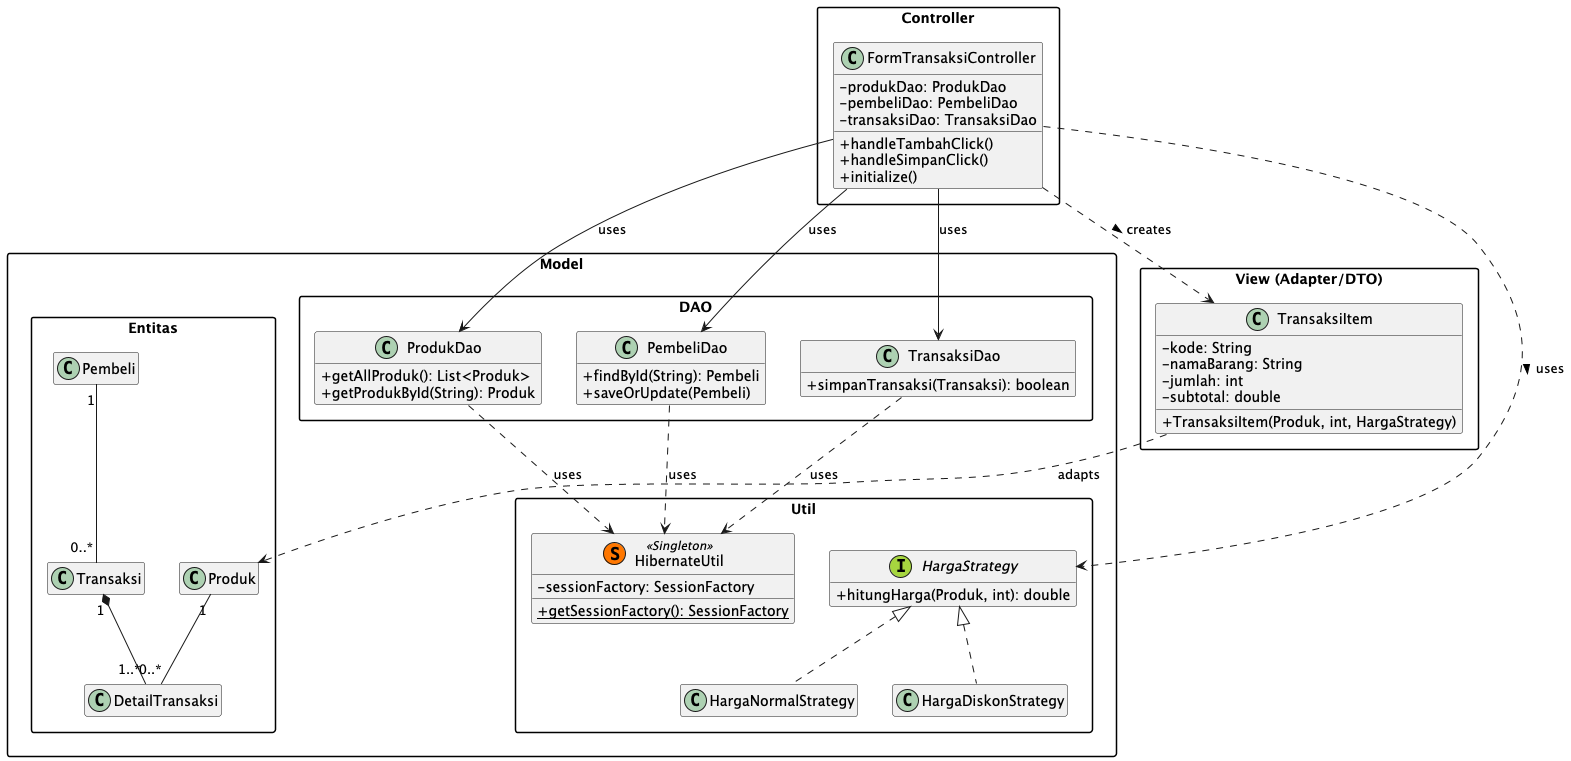 Controller
C FormTransaksiController
-produkDao: ProdukDao
-pembeliDao: PembeliDao
-transaksiDao: TransaksiDao
+handleTambahClick()
+handleSimpanClick()
+initialize()
uses
uses
uses
creates
uses
Model
DAO
C ProdukDao
+getAllProduk(): List<Produk>
+getProdukById(String): Produk
C PembeliDao
+findById(String): Pembeli
+saveOrUpdate(Pembeli)
C TransaksiDao
+simpanTransaksi(Transaksi): boolean
View (Adapter/DTO)
C TransaksiItem
-kode: String
-namaBarang: String
-jumlah: int
-subtotal: double
+TransaksiItem(Produk, int, HargaStrategy)
uses
uses
uses
adapts
Entitas
C Pembeli
1
0..*
C Transaksi
C Produk
1
1
1..*
0..*
C DetailTransaksi
Util
S «Singleton»
HibernateUtil
-sessionFactory: SessionFactory
+getSessionFactory(): SessionFactory
I HargaStrategy
+hitungHarga(Produk, int): double
C HargaNormalStrategy
C HargaDiskonStrategy